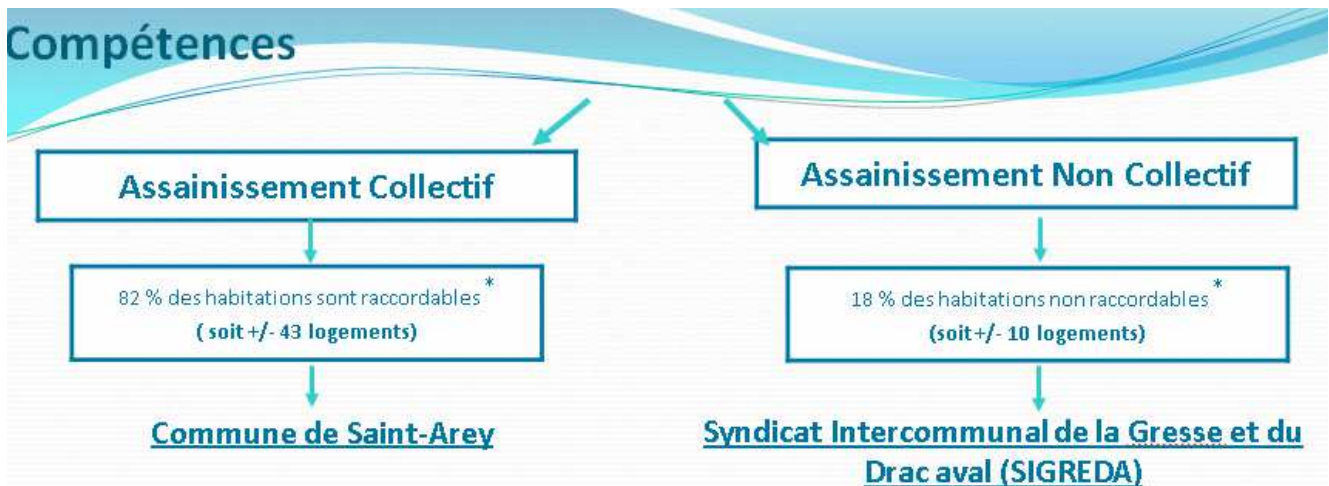 Compétences
Assainissement Collectif
82 % des habitations sont raccordables *
( soit +/- 43 logements)
Commune de Saint-Arey
Assainissement Non Collectif
18 % des habitations non raccordables *
(soit +/- 10 logements)
Syndicat Intercommunal de la Gresse et du
Drac aval (SIGREDA)